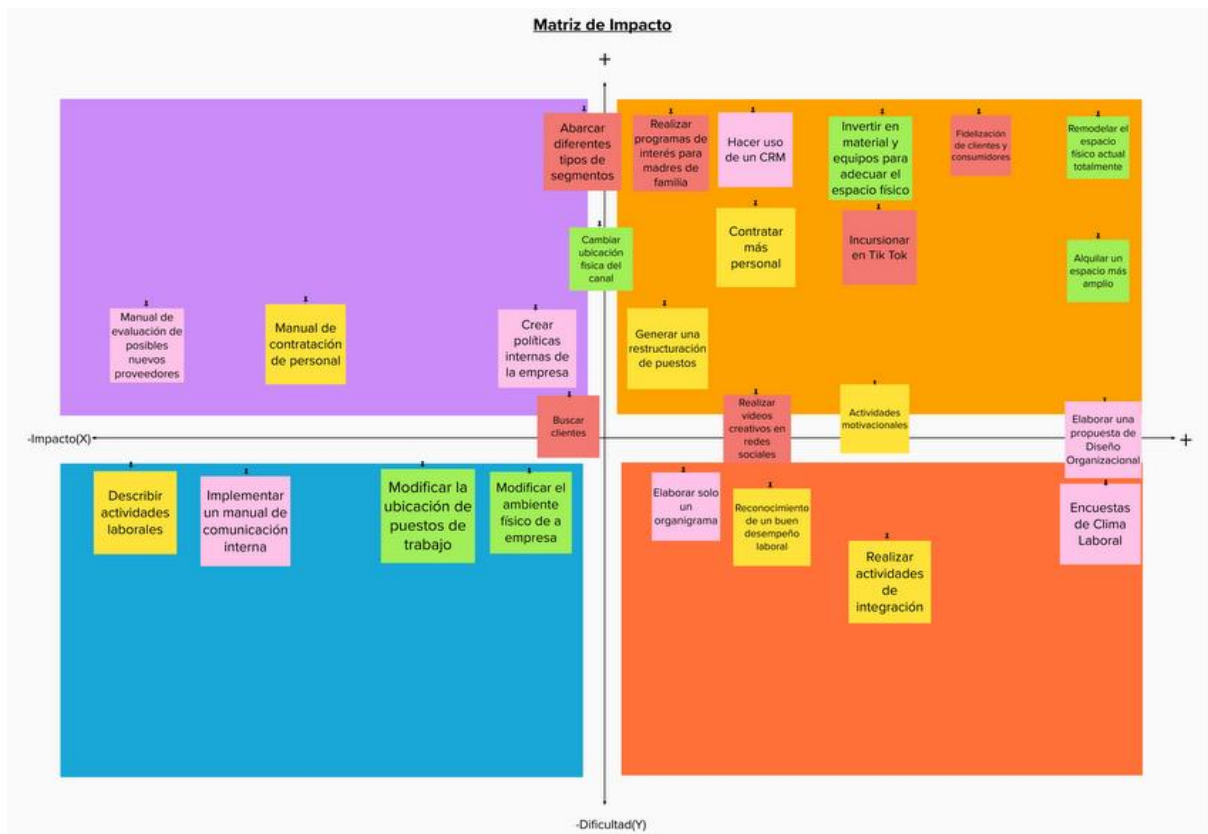 Matriz de Impacto
+
Abarcar
diferentes
tipos de
segmentos
Realizar
programas de
interés para
madres de
familia
Hacer uso
de un CRM
Invertir en
material y
equipos para
adecuar el
espacio físico
Fidelización
de clientes y
consumidores
Remodelar el
espacio
físico actual
totalmente
Cambiar
ubicación
física del
canal
Contratar
más
personal
Incursionar
en Tik Tok
Alquilar un
espacio más
amplio
Manual de
evaluación de
posibles
nuevos
proveedores
Manual de
contratación
de personal
Crear
políticas
internas de
la empresa
Generar una
restructuración
de puestos
Buscar
clientes
Realizar
videos
creativos en
redes
sociales
Actividades
motivacionales
Elaborar una
propuesta de
Diseño
Organizacional
-Impacto(X)
+
Describir
actividades
laborales
Implementar
un manual de
comunicación
interna
Modificar la
ubicación de
puestos de
trabajo
Modificar el
ambiente
físico de a
empresa
Elaborar solo
un
organigrama
Reconocimiento
de un buen
desempeño
laboral
Realizar
actividades
de
integración
Encuestas
de Clima
Laboral
-Dificultad(Y)